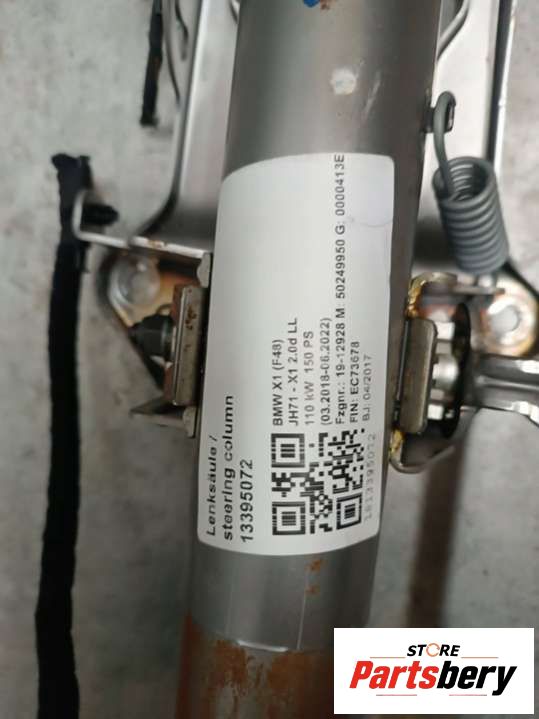 Lenksäule /
steering column
13395072
BMW X1 (F48)
JH71 - X1 2.0d LL
110 kW 150 PS
(03.2018-06.2022)
Fzgnr.: 19-12928 M: 50249950 G: 0000413E
FIN: EC73678
BJ: 04/2017
STORE
Partsbery